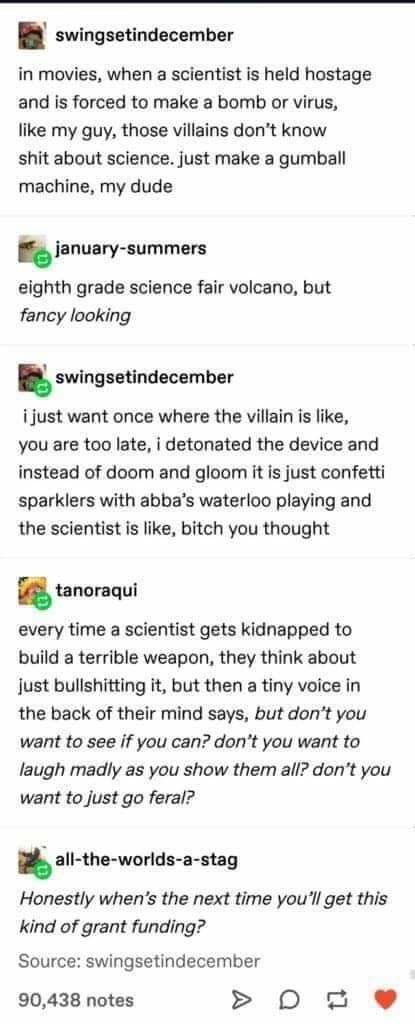 swingsetindecember
in movies, when a scientist is held hostage
and is forced to make a bomb or virus,
like my guy, those villains don't know
shit about science. just make a gumball
machine, my dude
january-summers
eighth grade science fair volcano, but
fancy looking
swingsetindecember
i just want once where the villain is like,
you are too late, i detonated the device and
instead of doom and gloom it is just confetti
sparklers with abba's waterloo playing and
the scientist is like, bitch you thought
tanoraqui
every time a scientist gets kidnapped to
build a terrible weapon, they think about
just bullshitting it, but then a tiny voice in
the back of their mind says, but don't you
want to see if you can? don't you want to
laugh madly as you show them all? don't you
want to just go feral?
all-the-worlds-a-stag
Honestly when's the next time you'll get this
kind of grant funding?
Source: swingsetindecember
90,438 notes